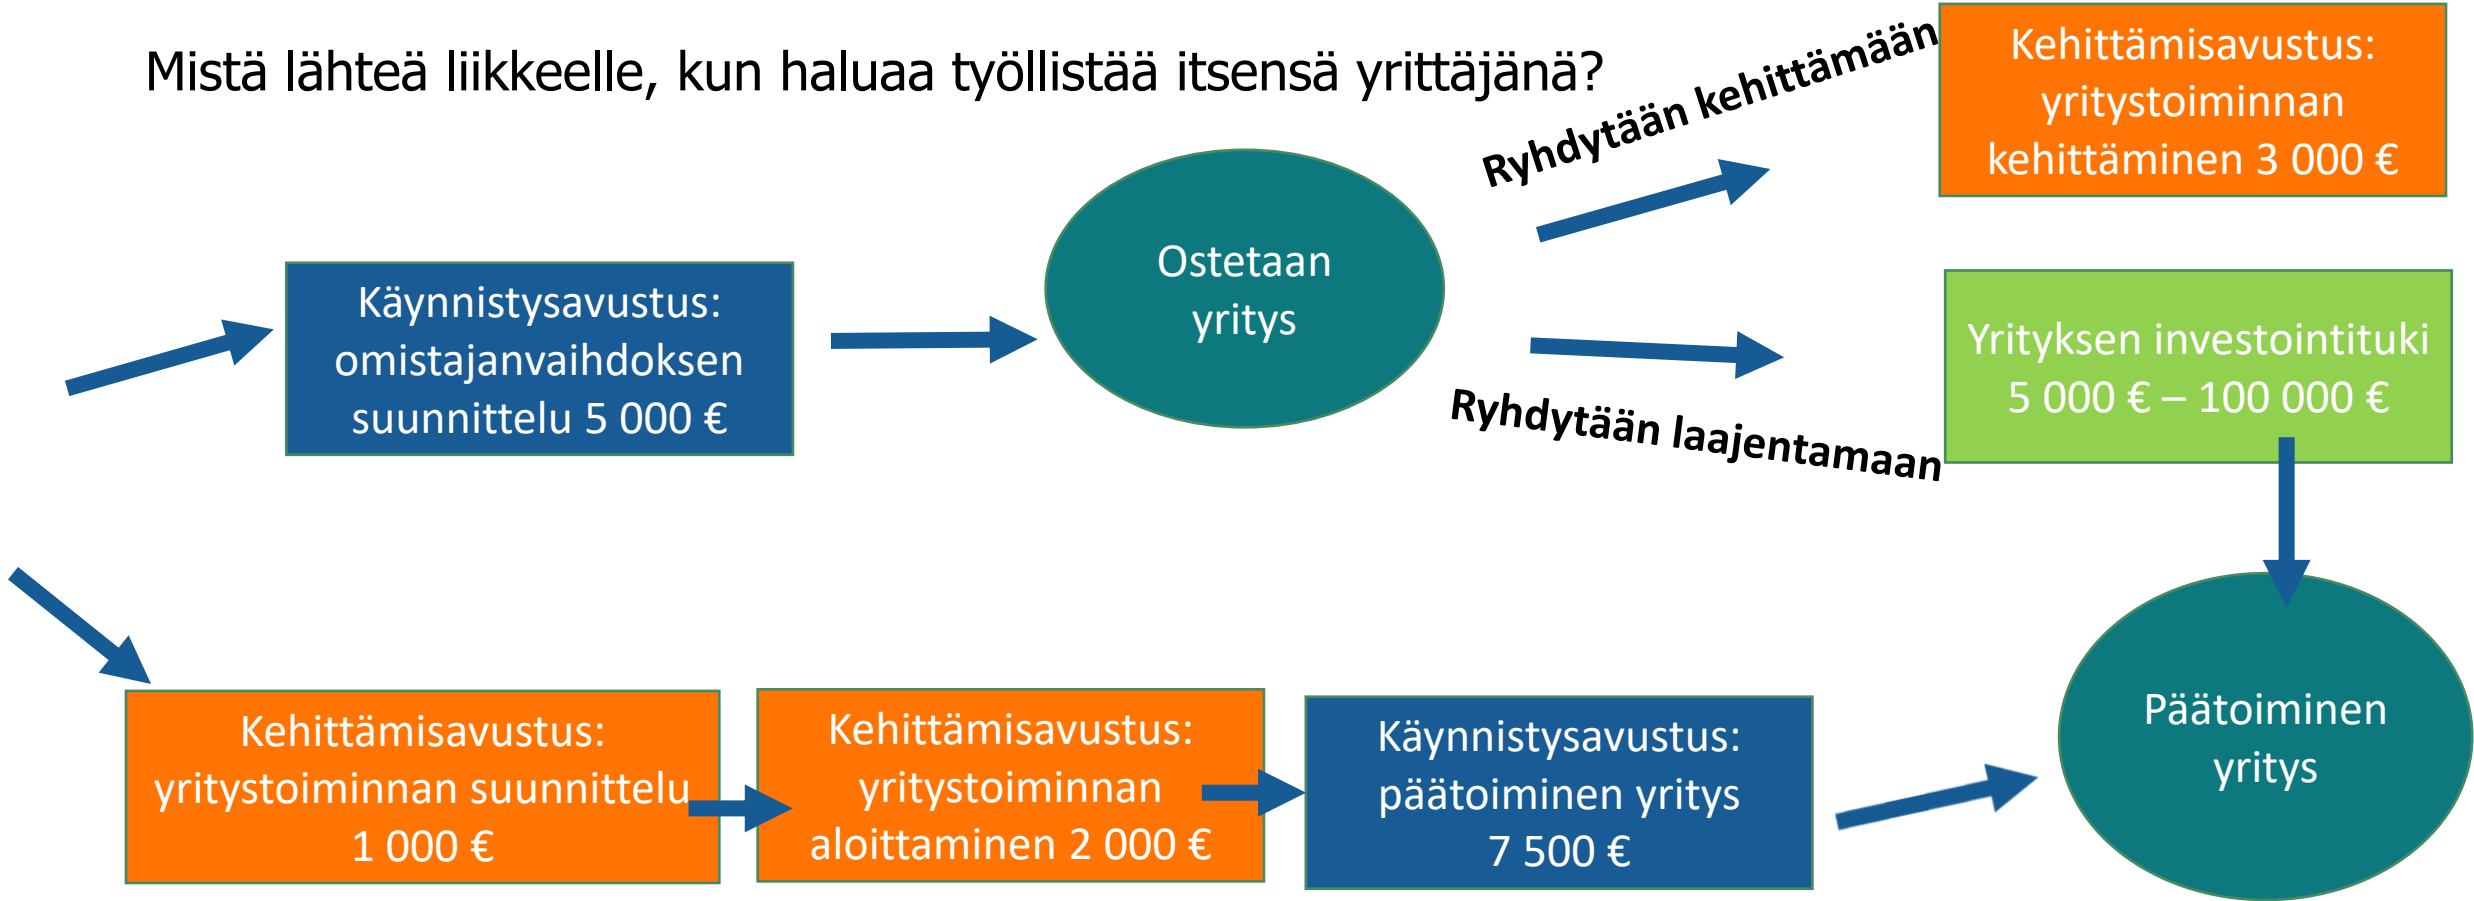 Mistä lähteä liikkeelle, kun haluaa työllistää itsensä yrittäjänä?
Ryhdytään kehittämään
Kehittämisavustus:
yritystoiminnan
kehittäminen 3 000 €
Käynnistysavustus:
omistajanvaihdoksen
suunnittelu 5 000 €
Ostetaan
yritys
Ryhdytään laajentamaan
Yrityksen investointituki
5 000 € – 100 000 €
Kehittämisavustus:
yritystoiminnan suunnittelu
1 000 €
Kehittämisavustus:
yritystoiminnan
aloittaminen 2 000 €
Käynnistysavustus:
päätoiminen yritys
7 500 €
Päätoiminen
yritys